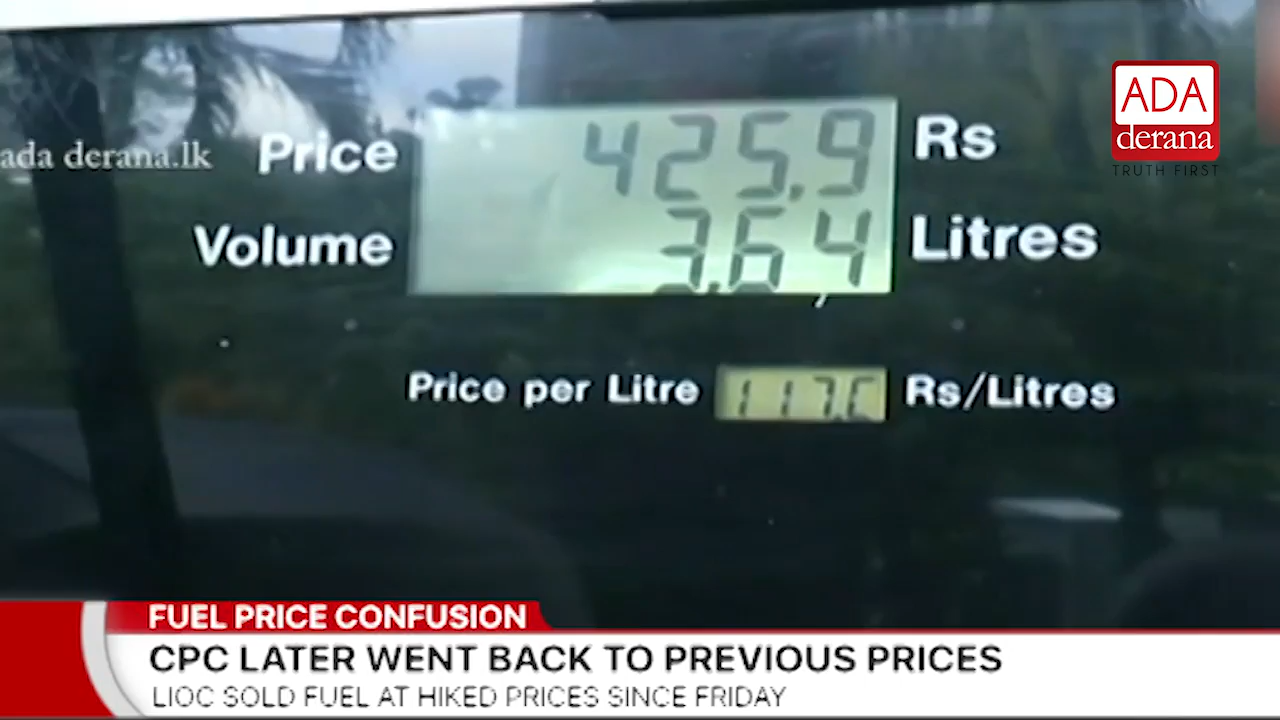 ADA
derana
TRUTH FIRST
ada derana.lk
Price 425.9 Rs
Volume 3.64 Litres
Price per Litre 117.0 Rs/Litres
FUEL PRICE CONFUSION
CPC LATER WENT BACK TO PREVIOUS PRICES
LIOC SOLD FUEL AT HIKED PRICES SINCE FRIDAY